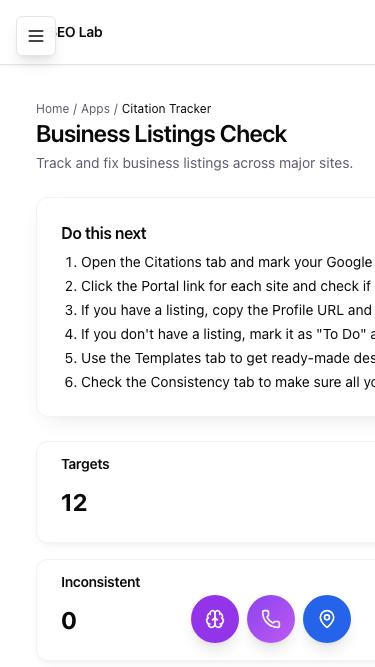 SEO Lab
Home / Apps / Citation Tracker
Business Listings Check
Track and fix business listings across major sites.
Do this next
1. Open the Citations tab and mark your Google
2. Click the Portal link for each site and check if
3. If you have a listing, copy the Profile URL and
4. If you don't have a listing, mark it as "To Do" a
5. Use the Templates tab to get ready-made des
6. Check the Consistency tab to make sure all yo
Targets
12
Inconsistent
0